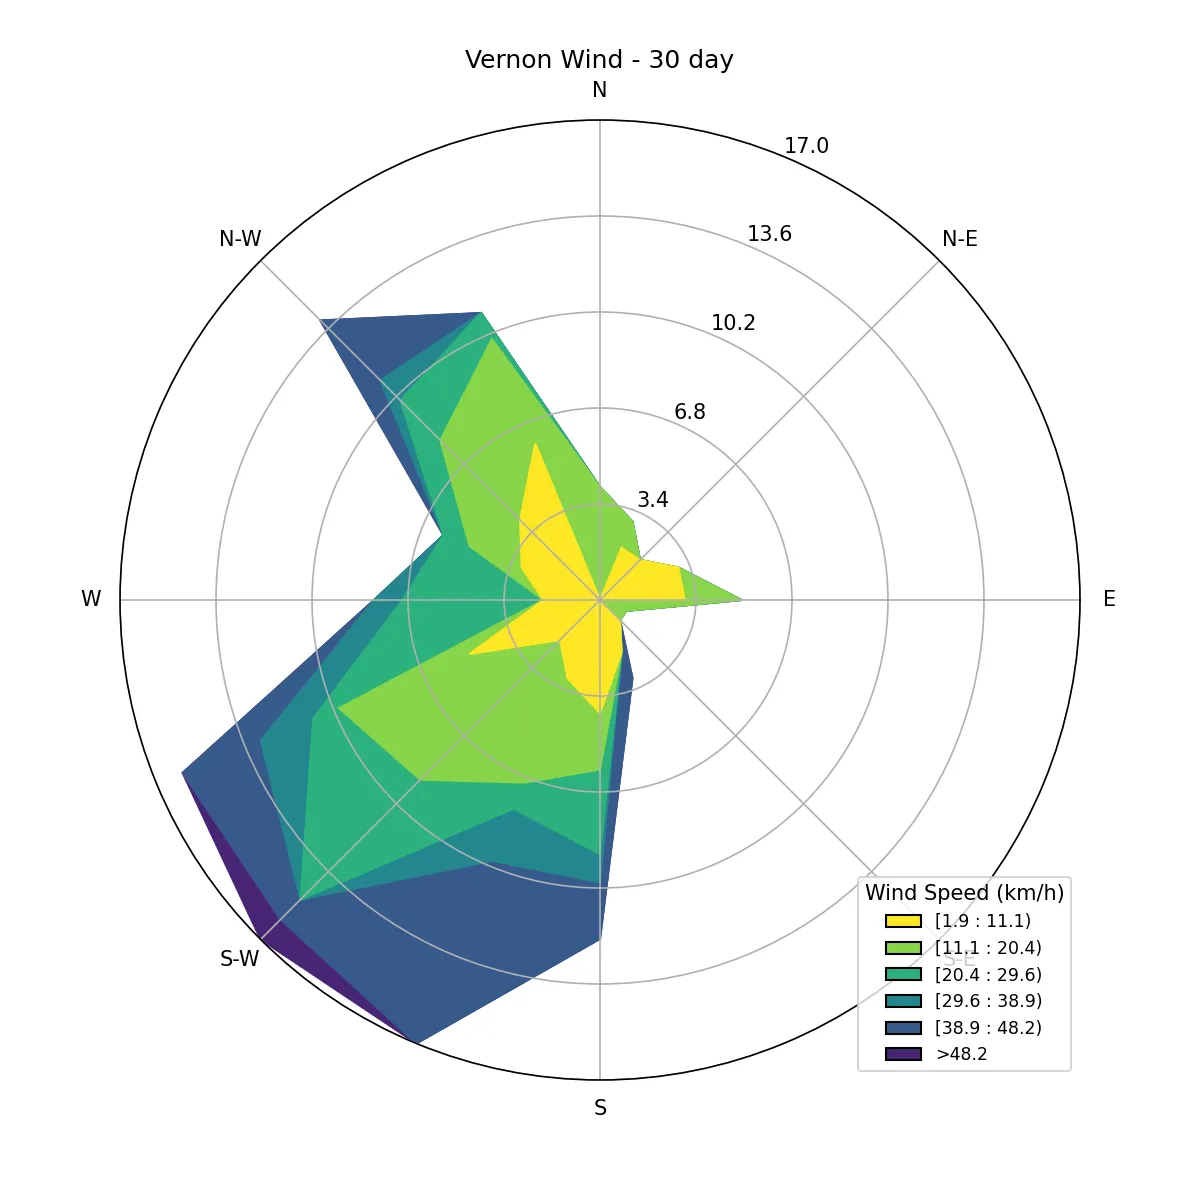 Vernon Wind - 30 day
N
17.0
13.6
N-W
N-E
10.2
6.8
3.4
W
E
Wind Speed (km/h)
[1.9 : 11.1)
[11.1 : 20.4)
S-W
S-E
[20.4 : 29.6)
[29.6 : 38.9)
[38.9 : 48.2)
>48.2
S